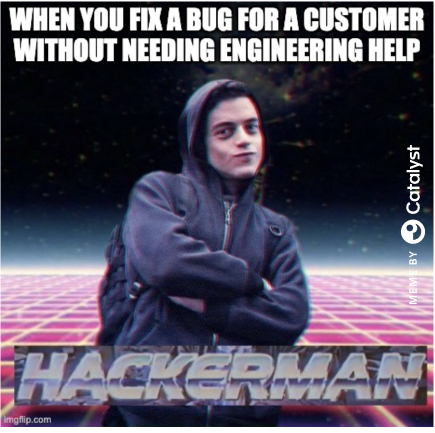 WHEN YOU FIX A BUG FOR A CUSTOMER
WITHOUT NEEDING ENGINEERING HELP
MEME BY Catalyst
HACKERMAN
imgflip.com